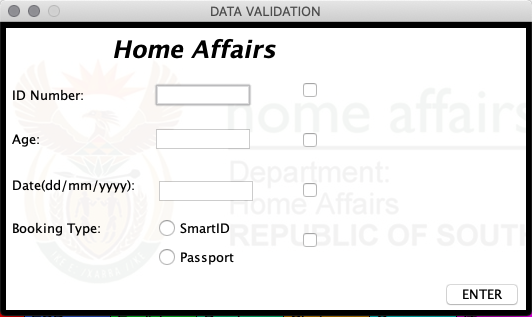 DATA VALIDATION
Home Affairs
ID Number:
home affairs
Age:
Department:
Date(dd/mm/yyyy):
Home Affairs
Booking Type:
SmartID
REPUBLIC OF SOUT
Passport
ENTER